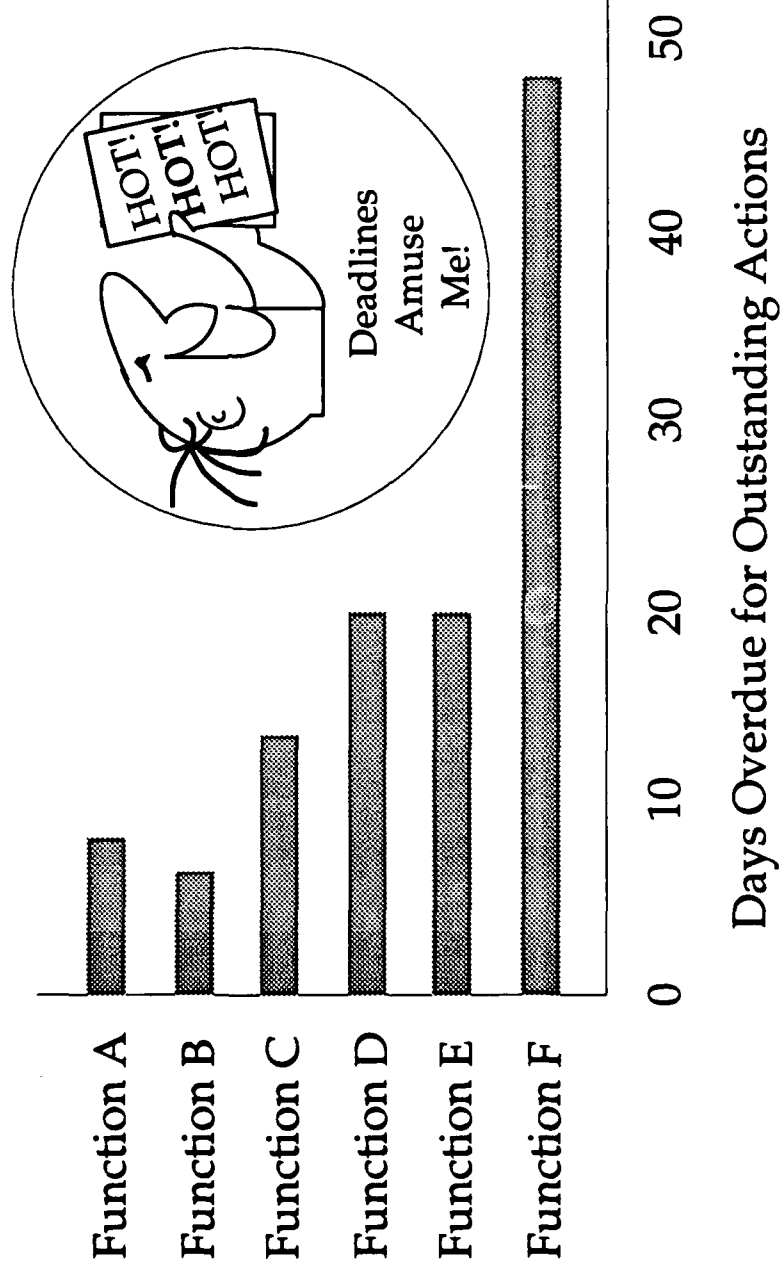 Function A
Function B
Function C
Function D
Function E
Function F
HOT!
HOT!
HOT!
Deadlines
Amuse
Me!
0 10 20 30 40 50
Days Overdue for Outstanding Actions